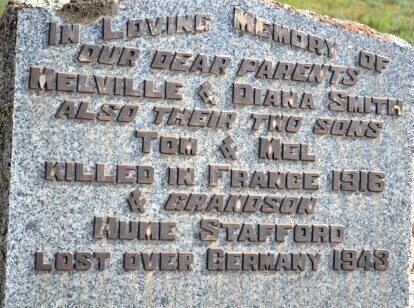 In Loving Memory of
OUR DEAR PARENTS
Melville & Diana Smith
ALSO THEIR TWO SONS
Tom & Mel
KILLED IN FRANCE 1916
& GRANDSON
Hume Stafford
LOST OVER GERMANY 1943